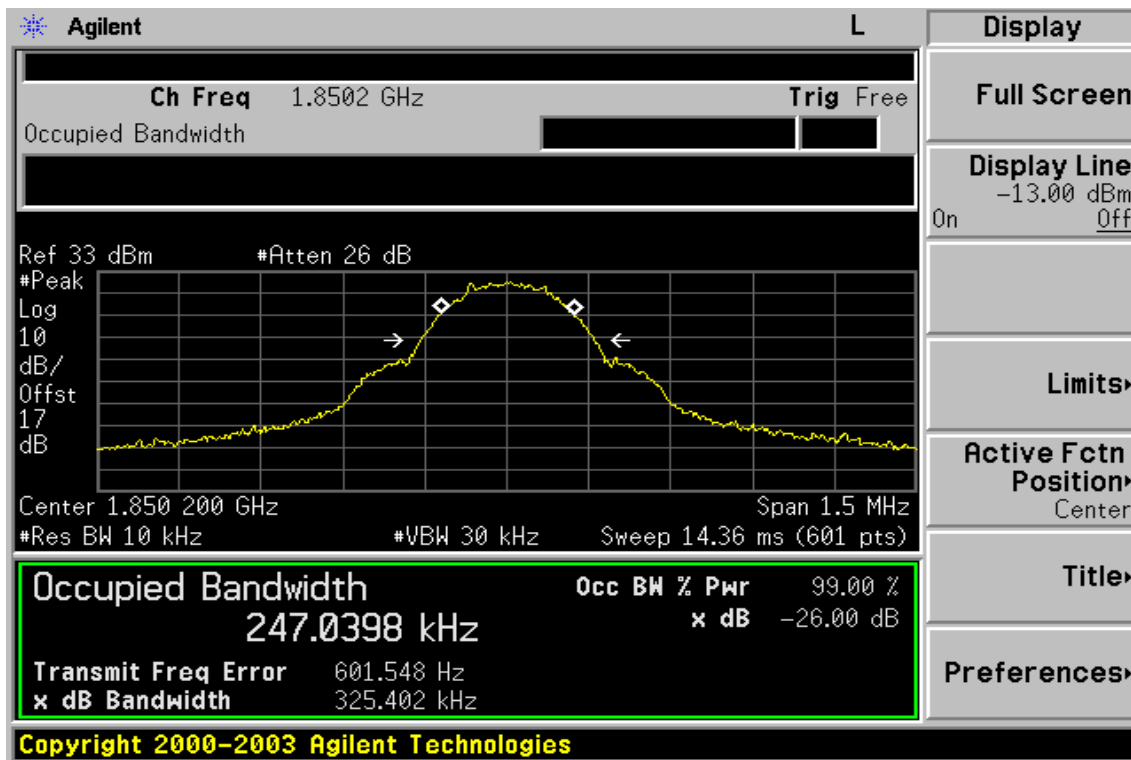 Agilent L Display
Ch Freq 1.8502 GHz Trig Free
Occupied Bandwidth
Full Screen
Display Line
−13.00 dBm
On Off
Ref 33 dBm #Atten 26 dB
#Peak
Log
10
dB/
Offst
17
dB
Center 1.850 200 GHz Span 1.5 MHz
#Res BW 10 kHz #VBW 30 kHz Sweep 14.36 ms (601 pts)
Limits
Active Fctn
Position
Center
Title
Preferences
Occupied Bandwidth
247.0398 kHz
Occ BW % Pwr 99.00 %
x dB −26.00 dB
Transmit Freq Error 601.548 Hz
x dB Bandwidth 325.402 kHz
Copyright 2000–2003 Agilent Technologies